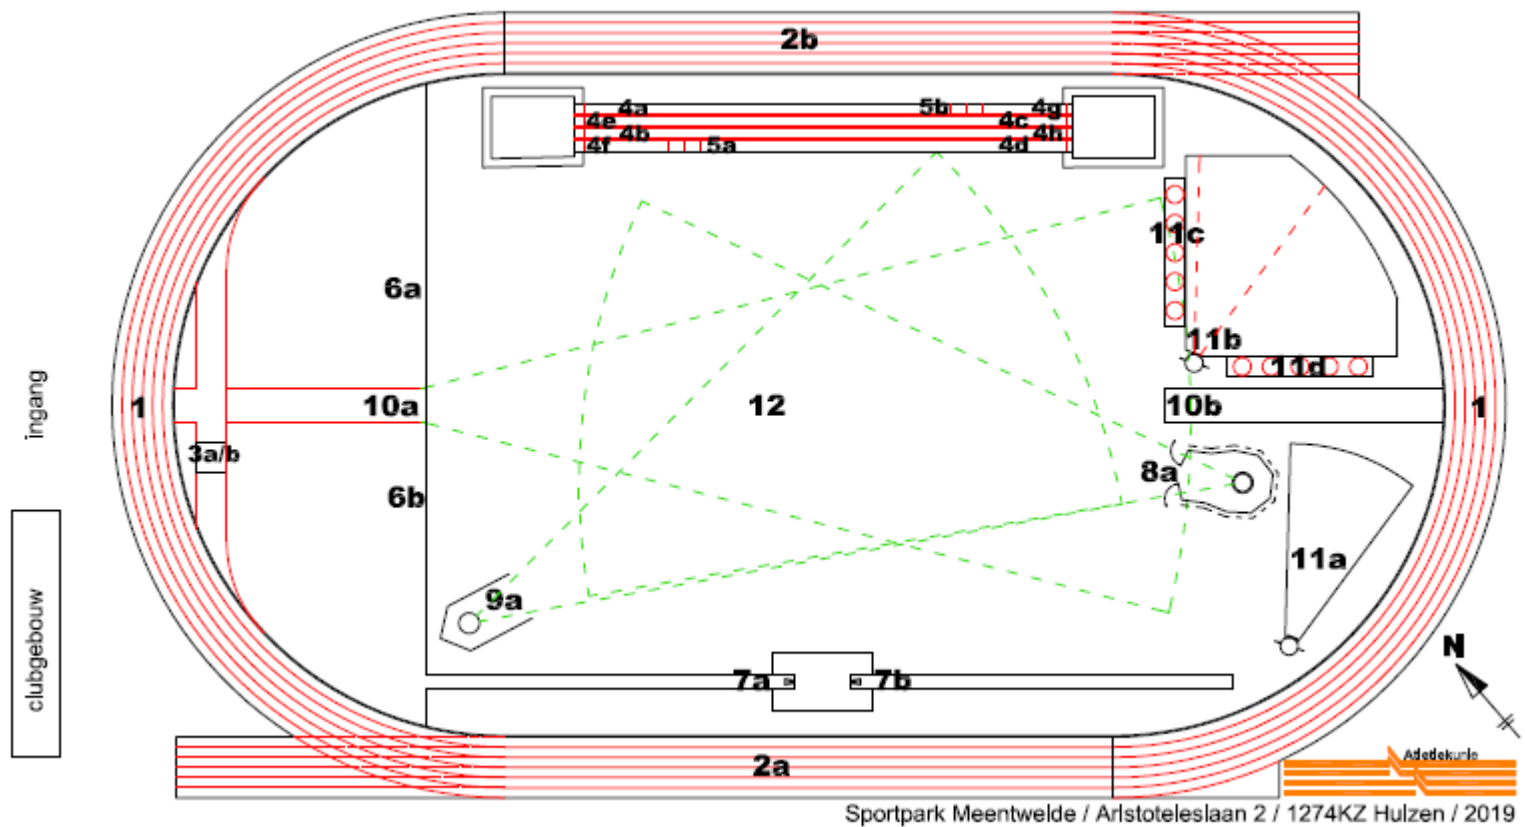 2b
4a
5b
4g
4e
4c
4b
4h
4f
5a
4d
11c
6a
11b
11d
ingang
1
10a
12
10b
1
3a/b
8a
6b
11a
9a
clubgebouw
N
7a
7b
2a
Atletiekunie
Sportpark Meentwelde / Aristoteleslaan 2 / 1274KZ Huizen / 2019